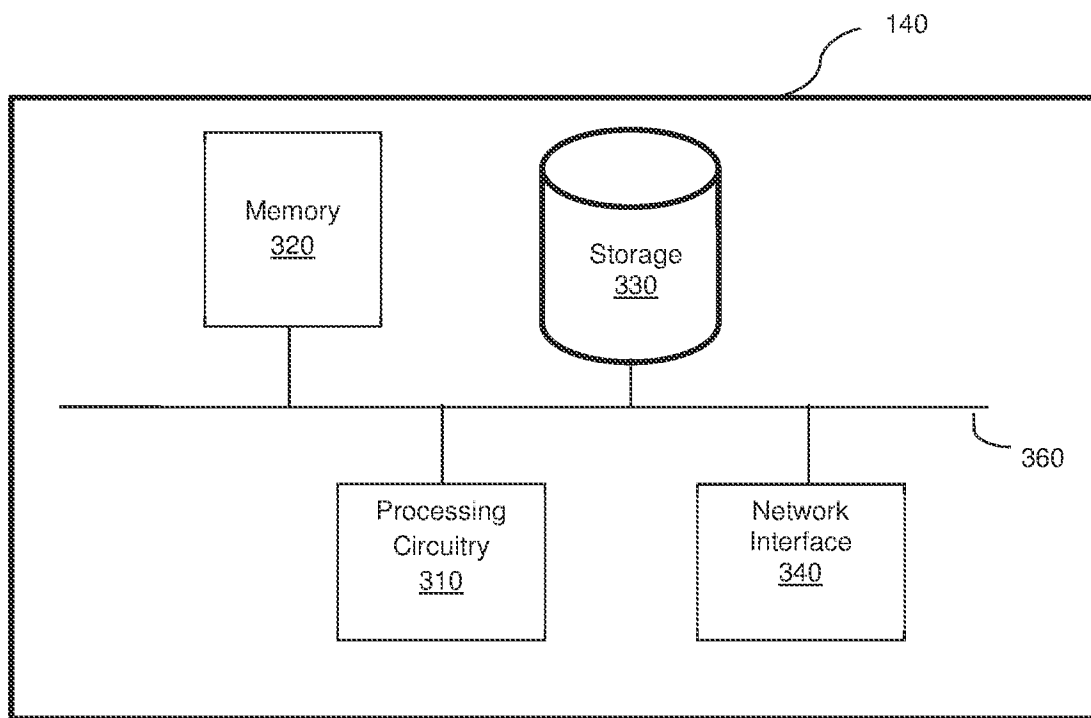 140
Memory
320
Storage
330
360
Processing
Circuitry
310
Network
Interface
340